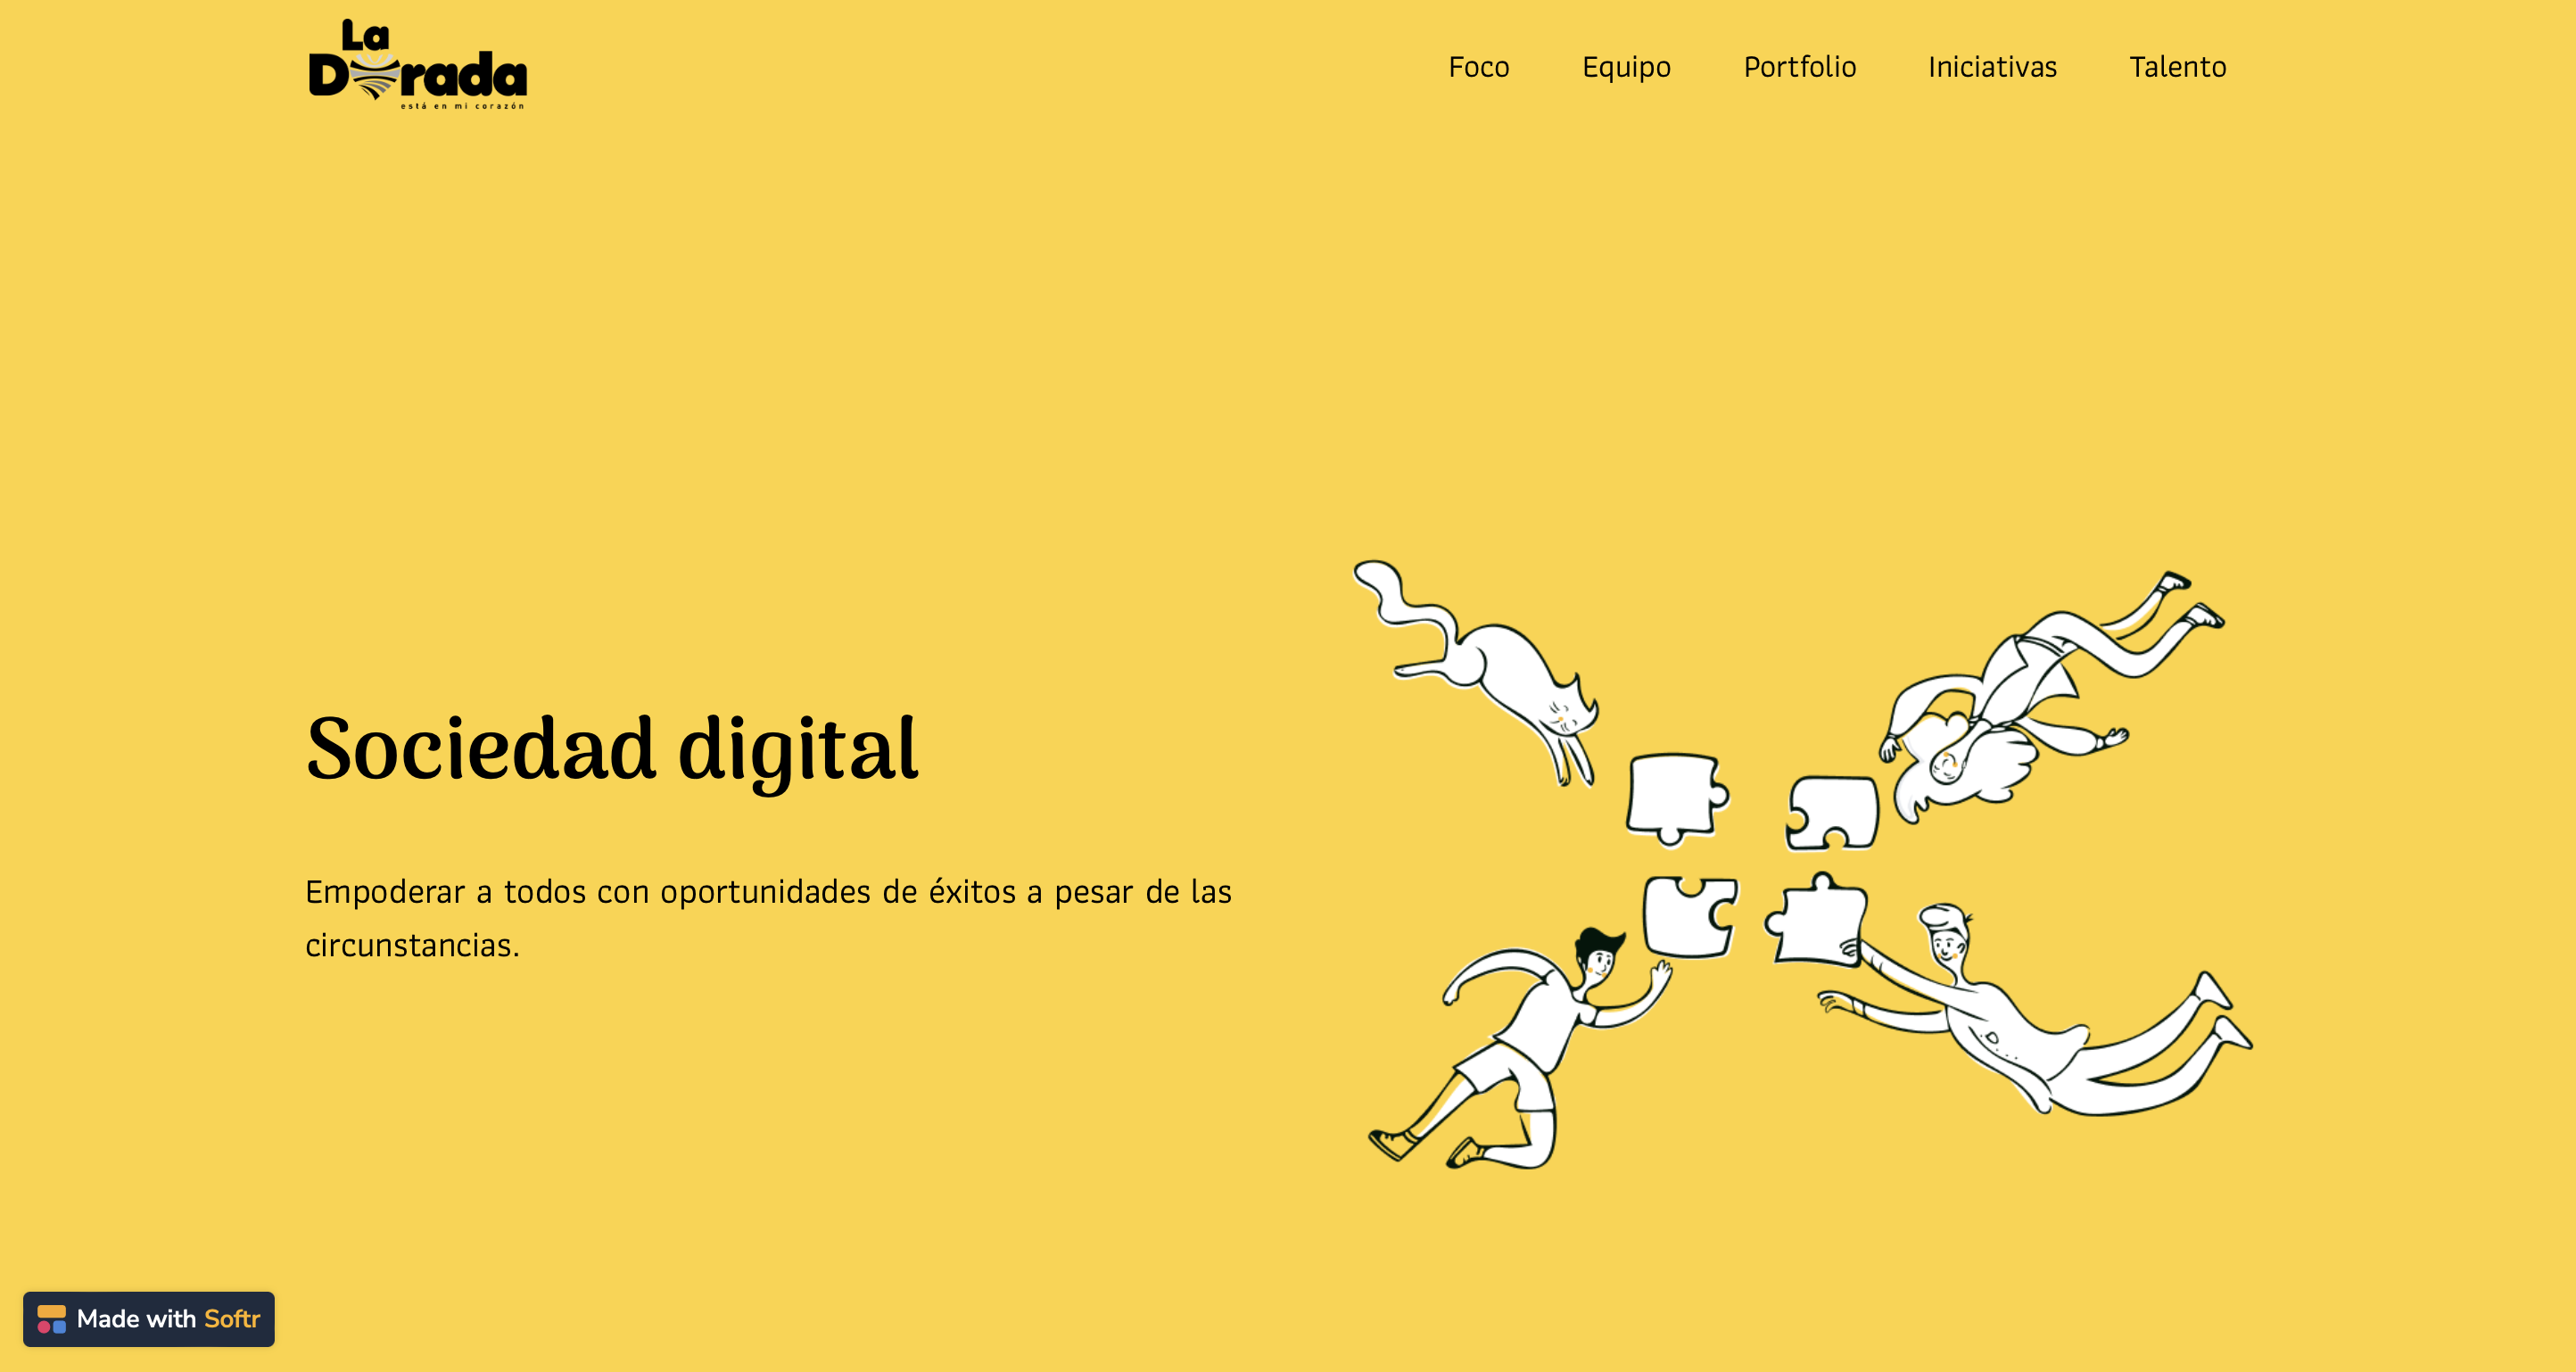 La
Dorada
está en mi corazón
Foco
Equipo
Portfolio
Iniciativas
Talento
Sociedad digital
Empoderar a todos con oportunidades de éxitos a pesar de las
circunstancias.
Made with Softr